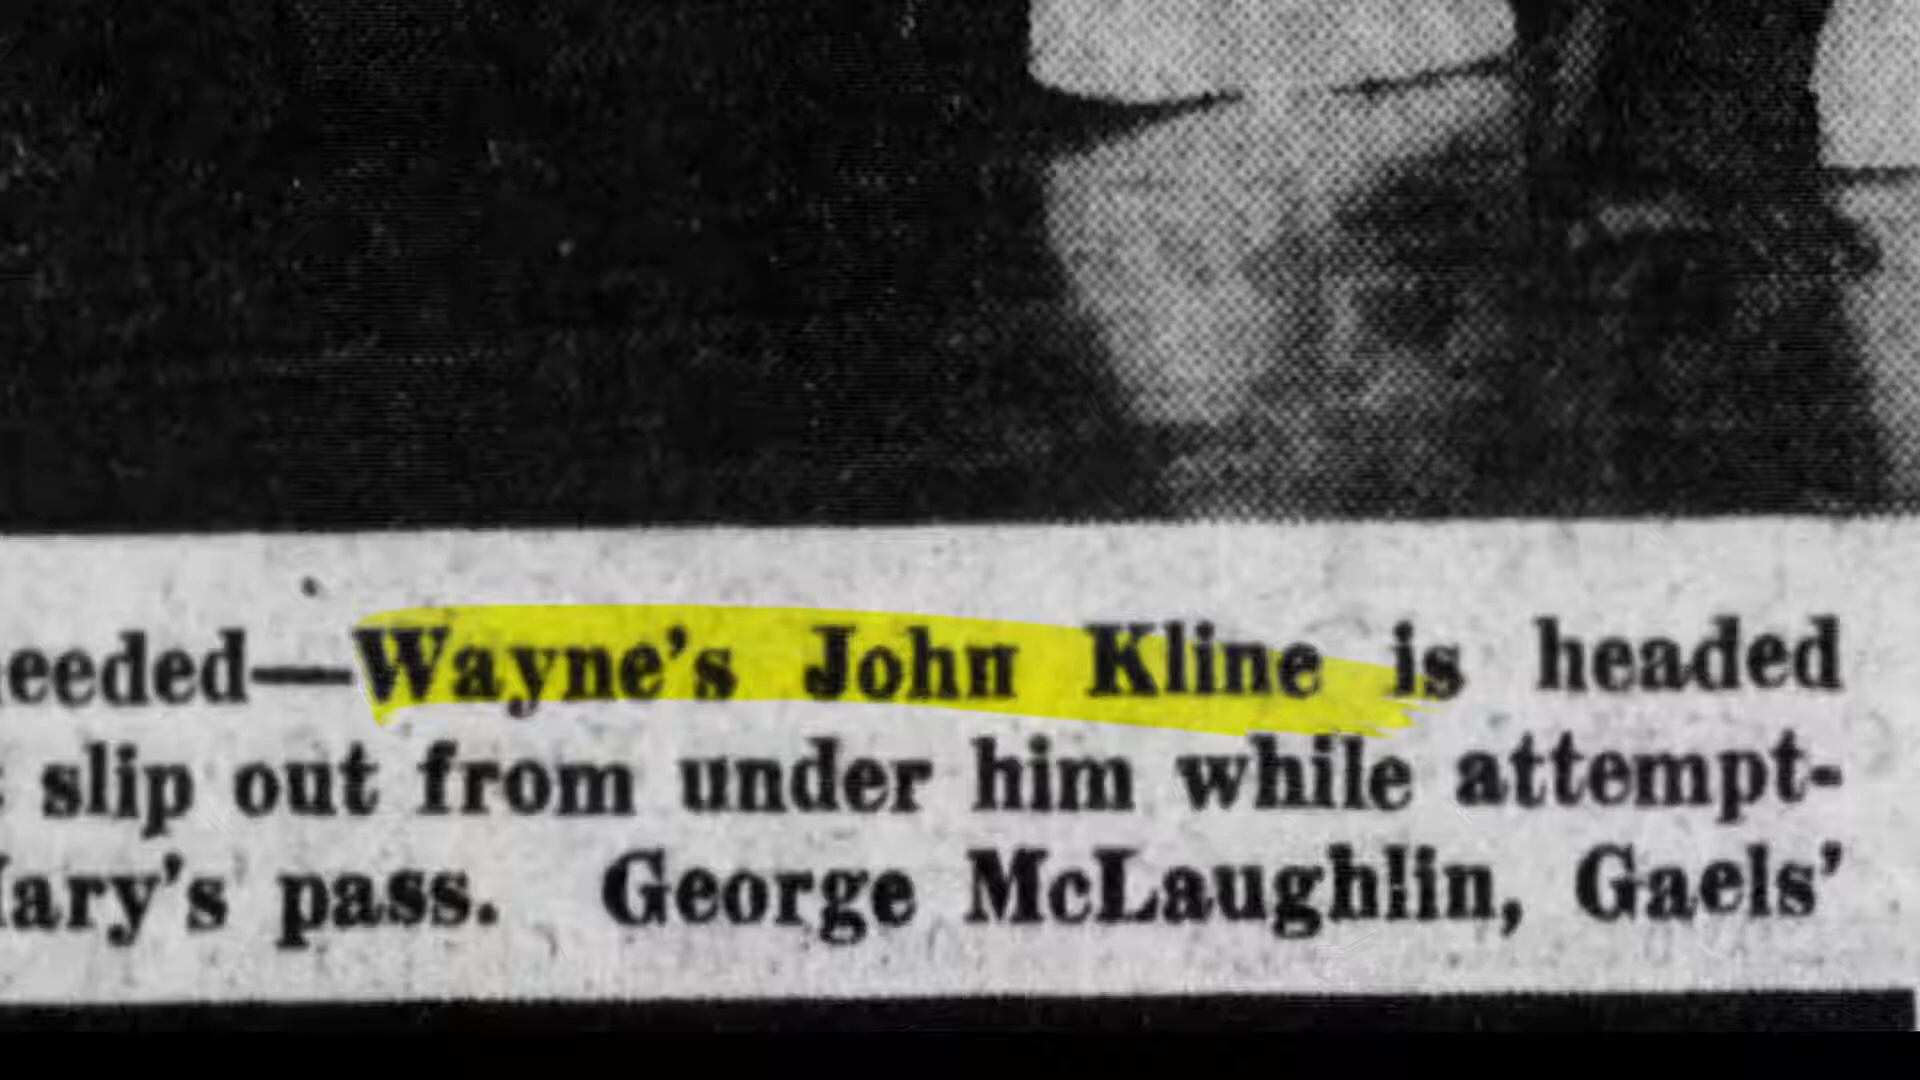 eeded—Wayne's John Kline is headed
slip out from under him while attempt-
ary's pass. George McLaughlin, Gaels'